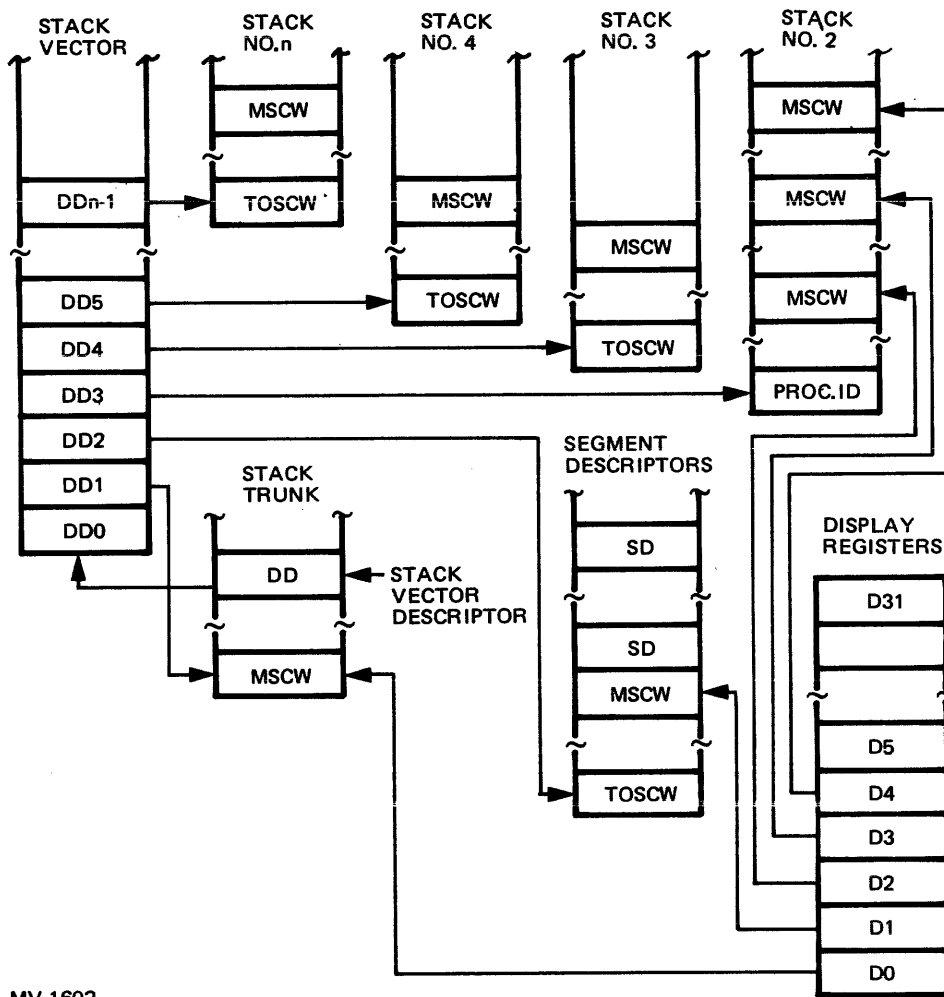 STACK
VECTOR
STACK
NO.n
STACK
NO. 4
STACK
NO. 3
STACK
NO. 2
MSCW
MSCW
DDn-1
TOSCW
MSCW
MSCW
MSCW
DD5
TOSCW
MSCW
DD4
TOSCW
DD3
PROC.ID
DD2
DD1
DD0
STACK
TRUNK
SEGMENT
DESCRIPTORS
DD
STACK
VECTOR
DESCRIPTOR
MSCW
SD
SD
MSCW
TOSCW
DISPLAY
REGISTERS
D31
D5
D4
D3
D2
D1
D0